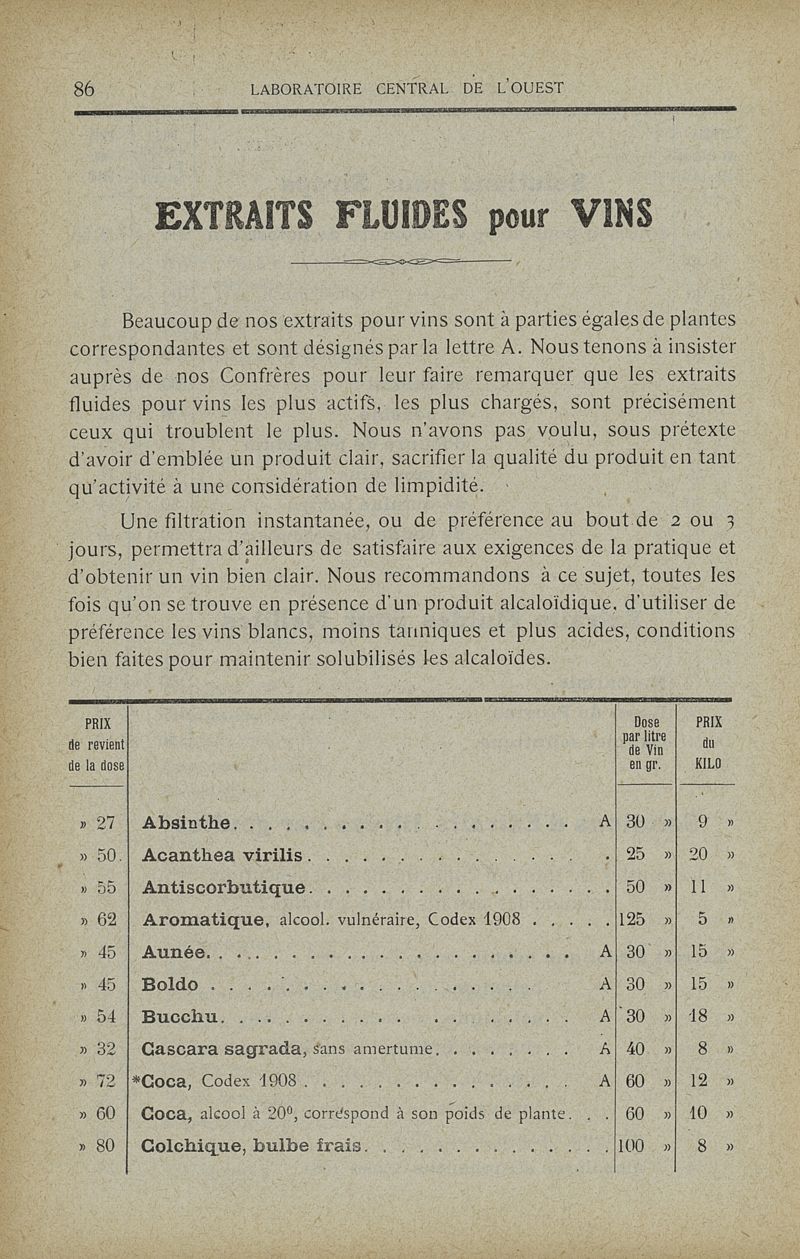 86 LABORATOIRE CENTRAL DE L'OUEST
EXTRAITS FLUIDES pour VINS
Beaucoup de nos extraits pour vins sont à parties égales de plantes
correspondantes et sont désignés par la lettre A. Nous tenons à insister
auprès de nos Confrères pour leur faire remarquer que les extraits
fluides pour vins les plus actifs, les plus chargés, sont précisément
ceux qui troublent le plus. Nous n'avons pas voulu, sous prétexte
d'avoir d'emblée un produit clair, sacrifier la qualité du produit en tant
qu'activité à une considération de limpidité.
Une filtration instantanée, ou de préférence au bout de 2 ou 3
jours, permettra d'ailleurs de satisfaire aux exigences de la pratique et
d'obtenir un vin bien clair. Nous recommandons à ce sujet, toutes les
fois qu'on se trouve en présence d'un produit alcaloïdique, d'utiliser de
préférence les vins blancs, moins tanniques et plus acides, conditions
bien faites pour maintenir solubilisés les alcaloïdes.
PRIX
de revient
de la dose
Dose
par litre
de Vin
en gr.
PRIX
du
KILO
» 27 Absinthe. . . . . . . . . . . . . . . . . . . A 30 » 9 »
» 50. Acanthea virilis . . . . . . . . . . . . . . . . 25 » 20 »
» 55 Antiscorbutique. . . . . . . . . . . . . . . . . 50 » 11 »
» 62 Aromatique, alcool. vulnéraire, Codex 1908 . . . . . 125 » 5 »
» 45 Aunée. . . . . . . . . . . . . . . . . . . . A 30 » 15 »
» 45 Boldo . . . . . . . . . . . . . . . . . . A 30 » 15 »
» 54 Bucchu. . . . . . . . . . . . . . . . . . . A 30 » 18 »
» 32 Cascara sagrada, sans amertume. . . . . . . . A 40 » 8 »
» 72 *Coca, Codex 1908 . . . . . . . . . . . . . . . A 60 » 12 »
» 60 Coca, alcool à 20⁰, correspond à son poids de plante. . . 60 » 10 »
» 80 Colchique, bulbe frais. . . . . . . . . . . . . . 100 » 8 »